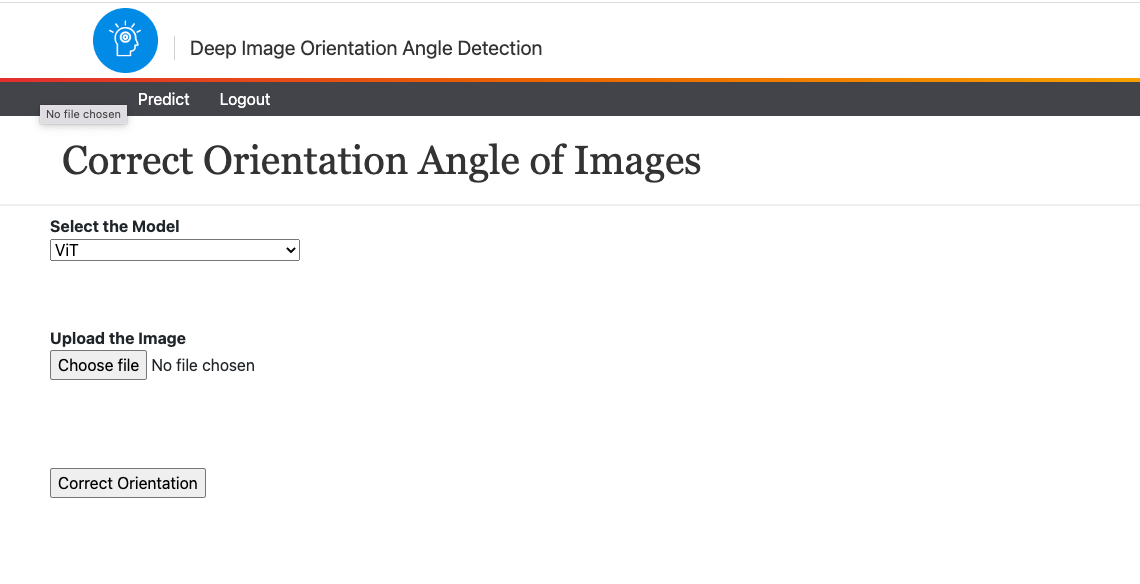 Deep Image Orientation Angle Detection
Predict Logout
No file chosen
Correct Orientation Angle of Images
Select the Model
ViT
Upload the Image
Choose file No file chosen
Correct Orientation